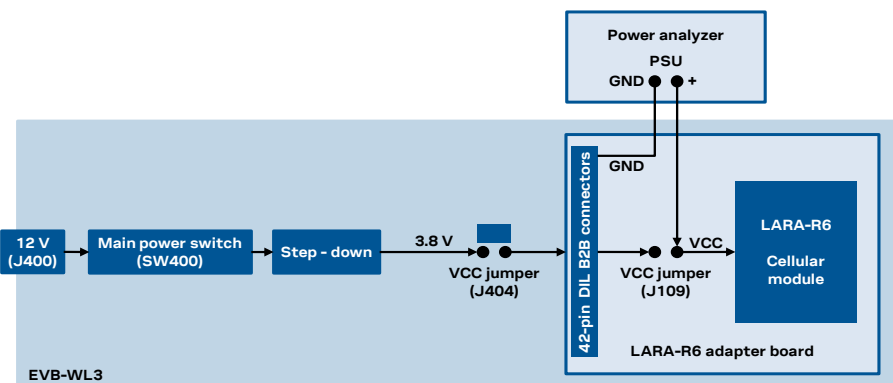 Power analyzer
PSU
GND
+
GND
42-pin DIL B2B connectors
12 V
(J400)
Main power switch
(SW400)
Step - down
3.8 V
VCC jumper
(J404)
VCC jumper
(J109)
VCC
LARA-R6
Cellular
module
LARA-R6 adapter board
EVB-WL3